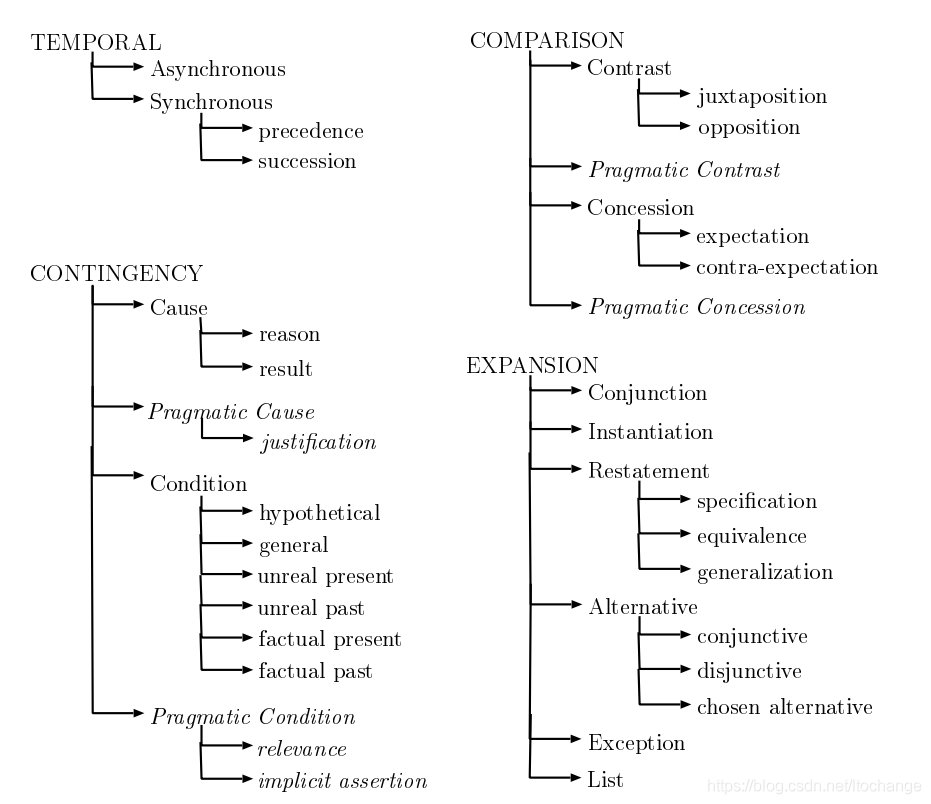 TEMPORAL
Asynchronous
Synchronous
precedence
succession
CONTINGENCY
Cause
reason
result
Pragmatic Cause
justification
Condition
hypothetical
general
unreal present
unreal past
factual present
factual past
Pragmatic Condition
relevance
implicit assertion
COMPARISON
Contrast
juxtaposition
opposition
Pragmatic Contrast
Concession
expectation
contra-expectation
Pragmatic Concession
EXPANSION
Conjunction
Instantiation
Restatement
specification
equivalence
generalization
Alternative
conjunctive
disjunctive
chosen alternative
Exception
List
https://blog.csdn.net/ltochange